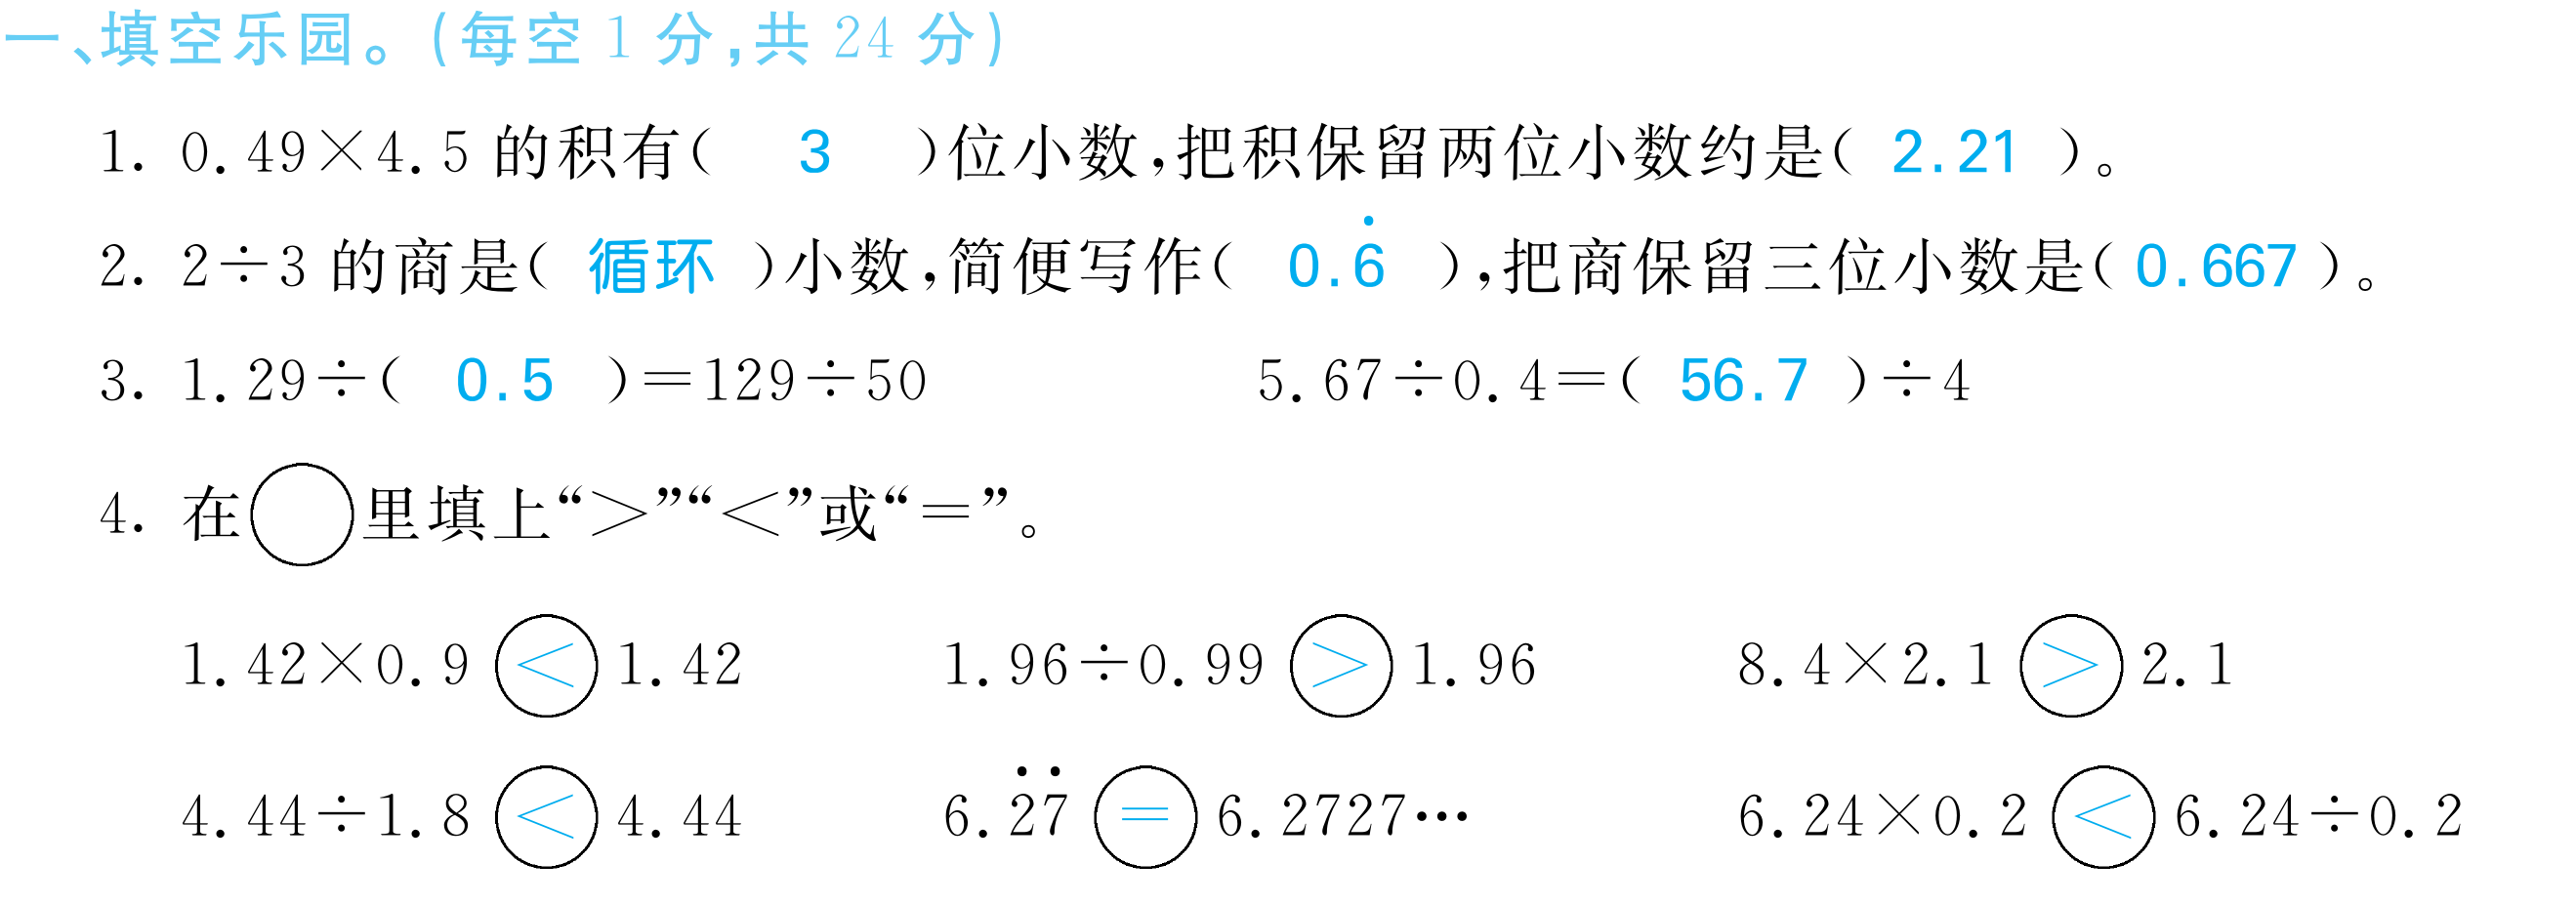 一、填空乐园。(每空 1 分,共 24 分)
1. 0.49×4.5 的积有( 3 )位小数,把积保留两位小数约是( 2.21 )。
2. 2÷3 的商是( 循环 )小数,简便写作( 0.6̇ ),把商保留三位小数是( 0.667 )。
3. 1.29÷( 0.5 )=129÷50 5.67÷0.4=( 56.7 )÷4
4. 在○里填上“>”“<”或“=”。
1.42×0.9 < 1.42 1.96÷0.99 > 1.96 8.4×2.1 > 2.1
4.44÷1.8 < 4.44 6.2̇7̇ = 6.2727… 6.24×0.2 < 6.24÷0.2